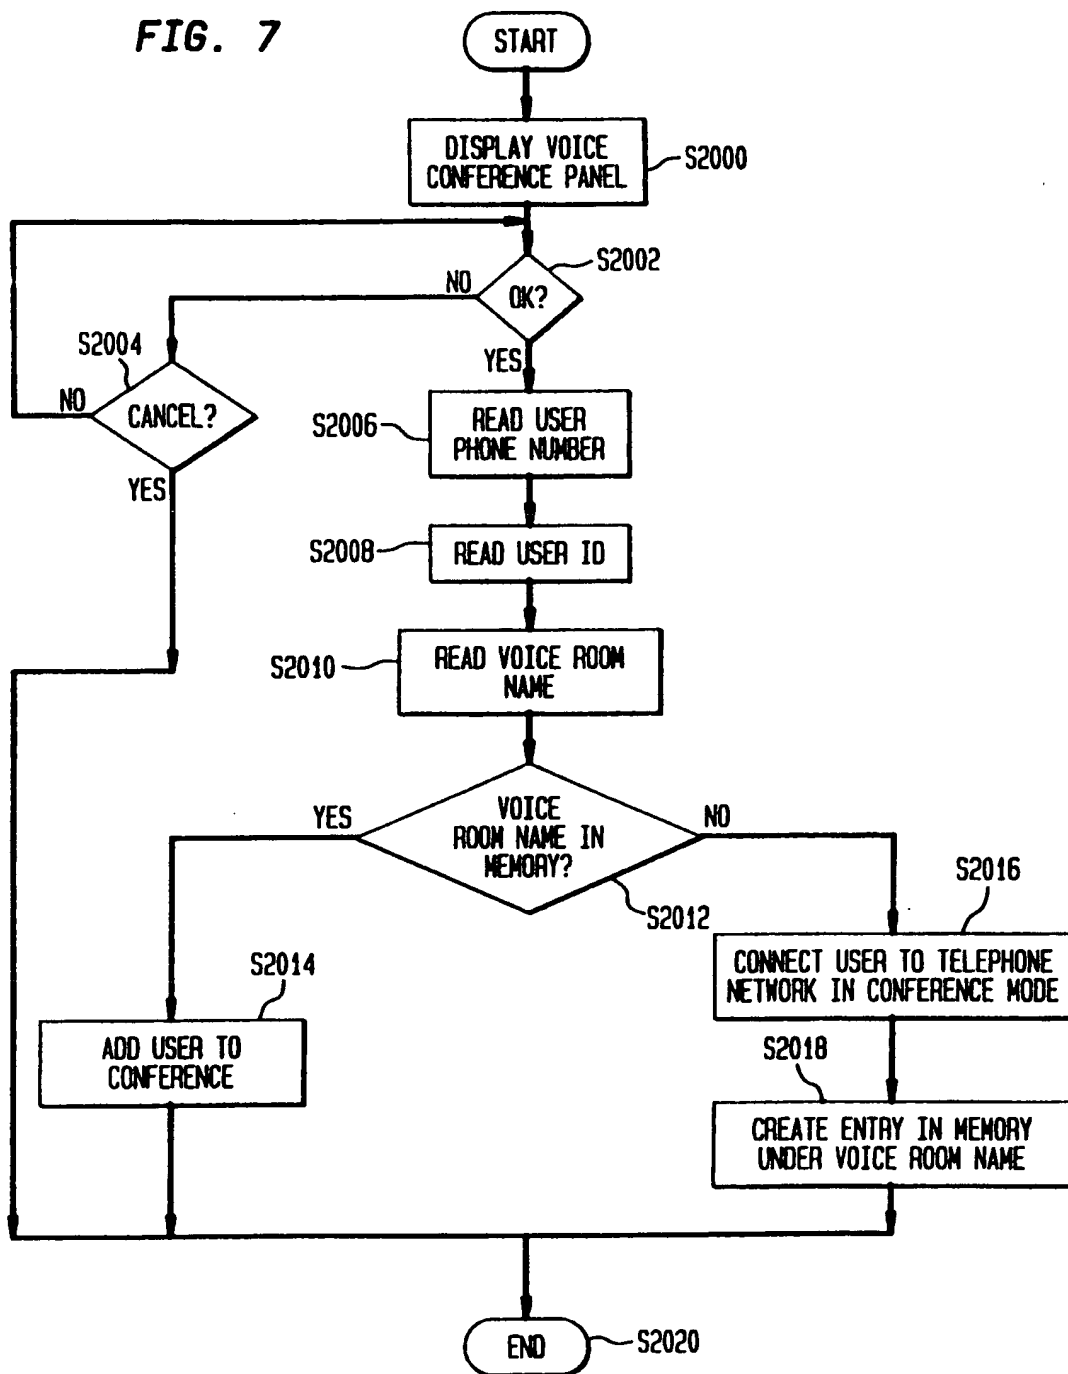 FIG. 7
START
DISPLAY VOICE
CONFERENCE PANEL
S2000
S2002
NO
OK?
S2004
YES
NO
CANCEL?
S2006
READ USER
PHONE NUMBER
YES
S2008
READ USER ID
S2010
READ VOICE ROOM
NAME
YES
VOICE
ROOM NAME IN
MEMORY?
NO
S2012
S2016
S2014
CONNECT USER TO TELEPHONE
NETWORK IN CONFERENCE MODE
ADD USER TO
CONFERENCE
S2018
CREATE ENTRY IN MEMORY
UNDER VOICE ROOM NAME
END
S2020